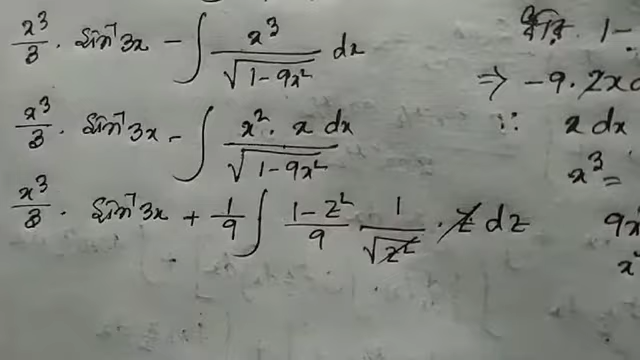 x³/3 · sin⁻¹3x − ∫ x³/√(1−9x²) dx
x³/3 · sin⁻¹3x − ∫ x² · x dx/√(1−9x²)
x³/3 · sin⁻¹3x + 1/9 ∫ (1−z²)/9 · 1/√z² · z dz
1−
⇒ −9·2x
∵ x dx
x³ =
9x
x